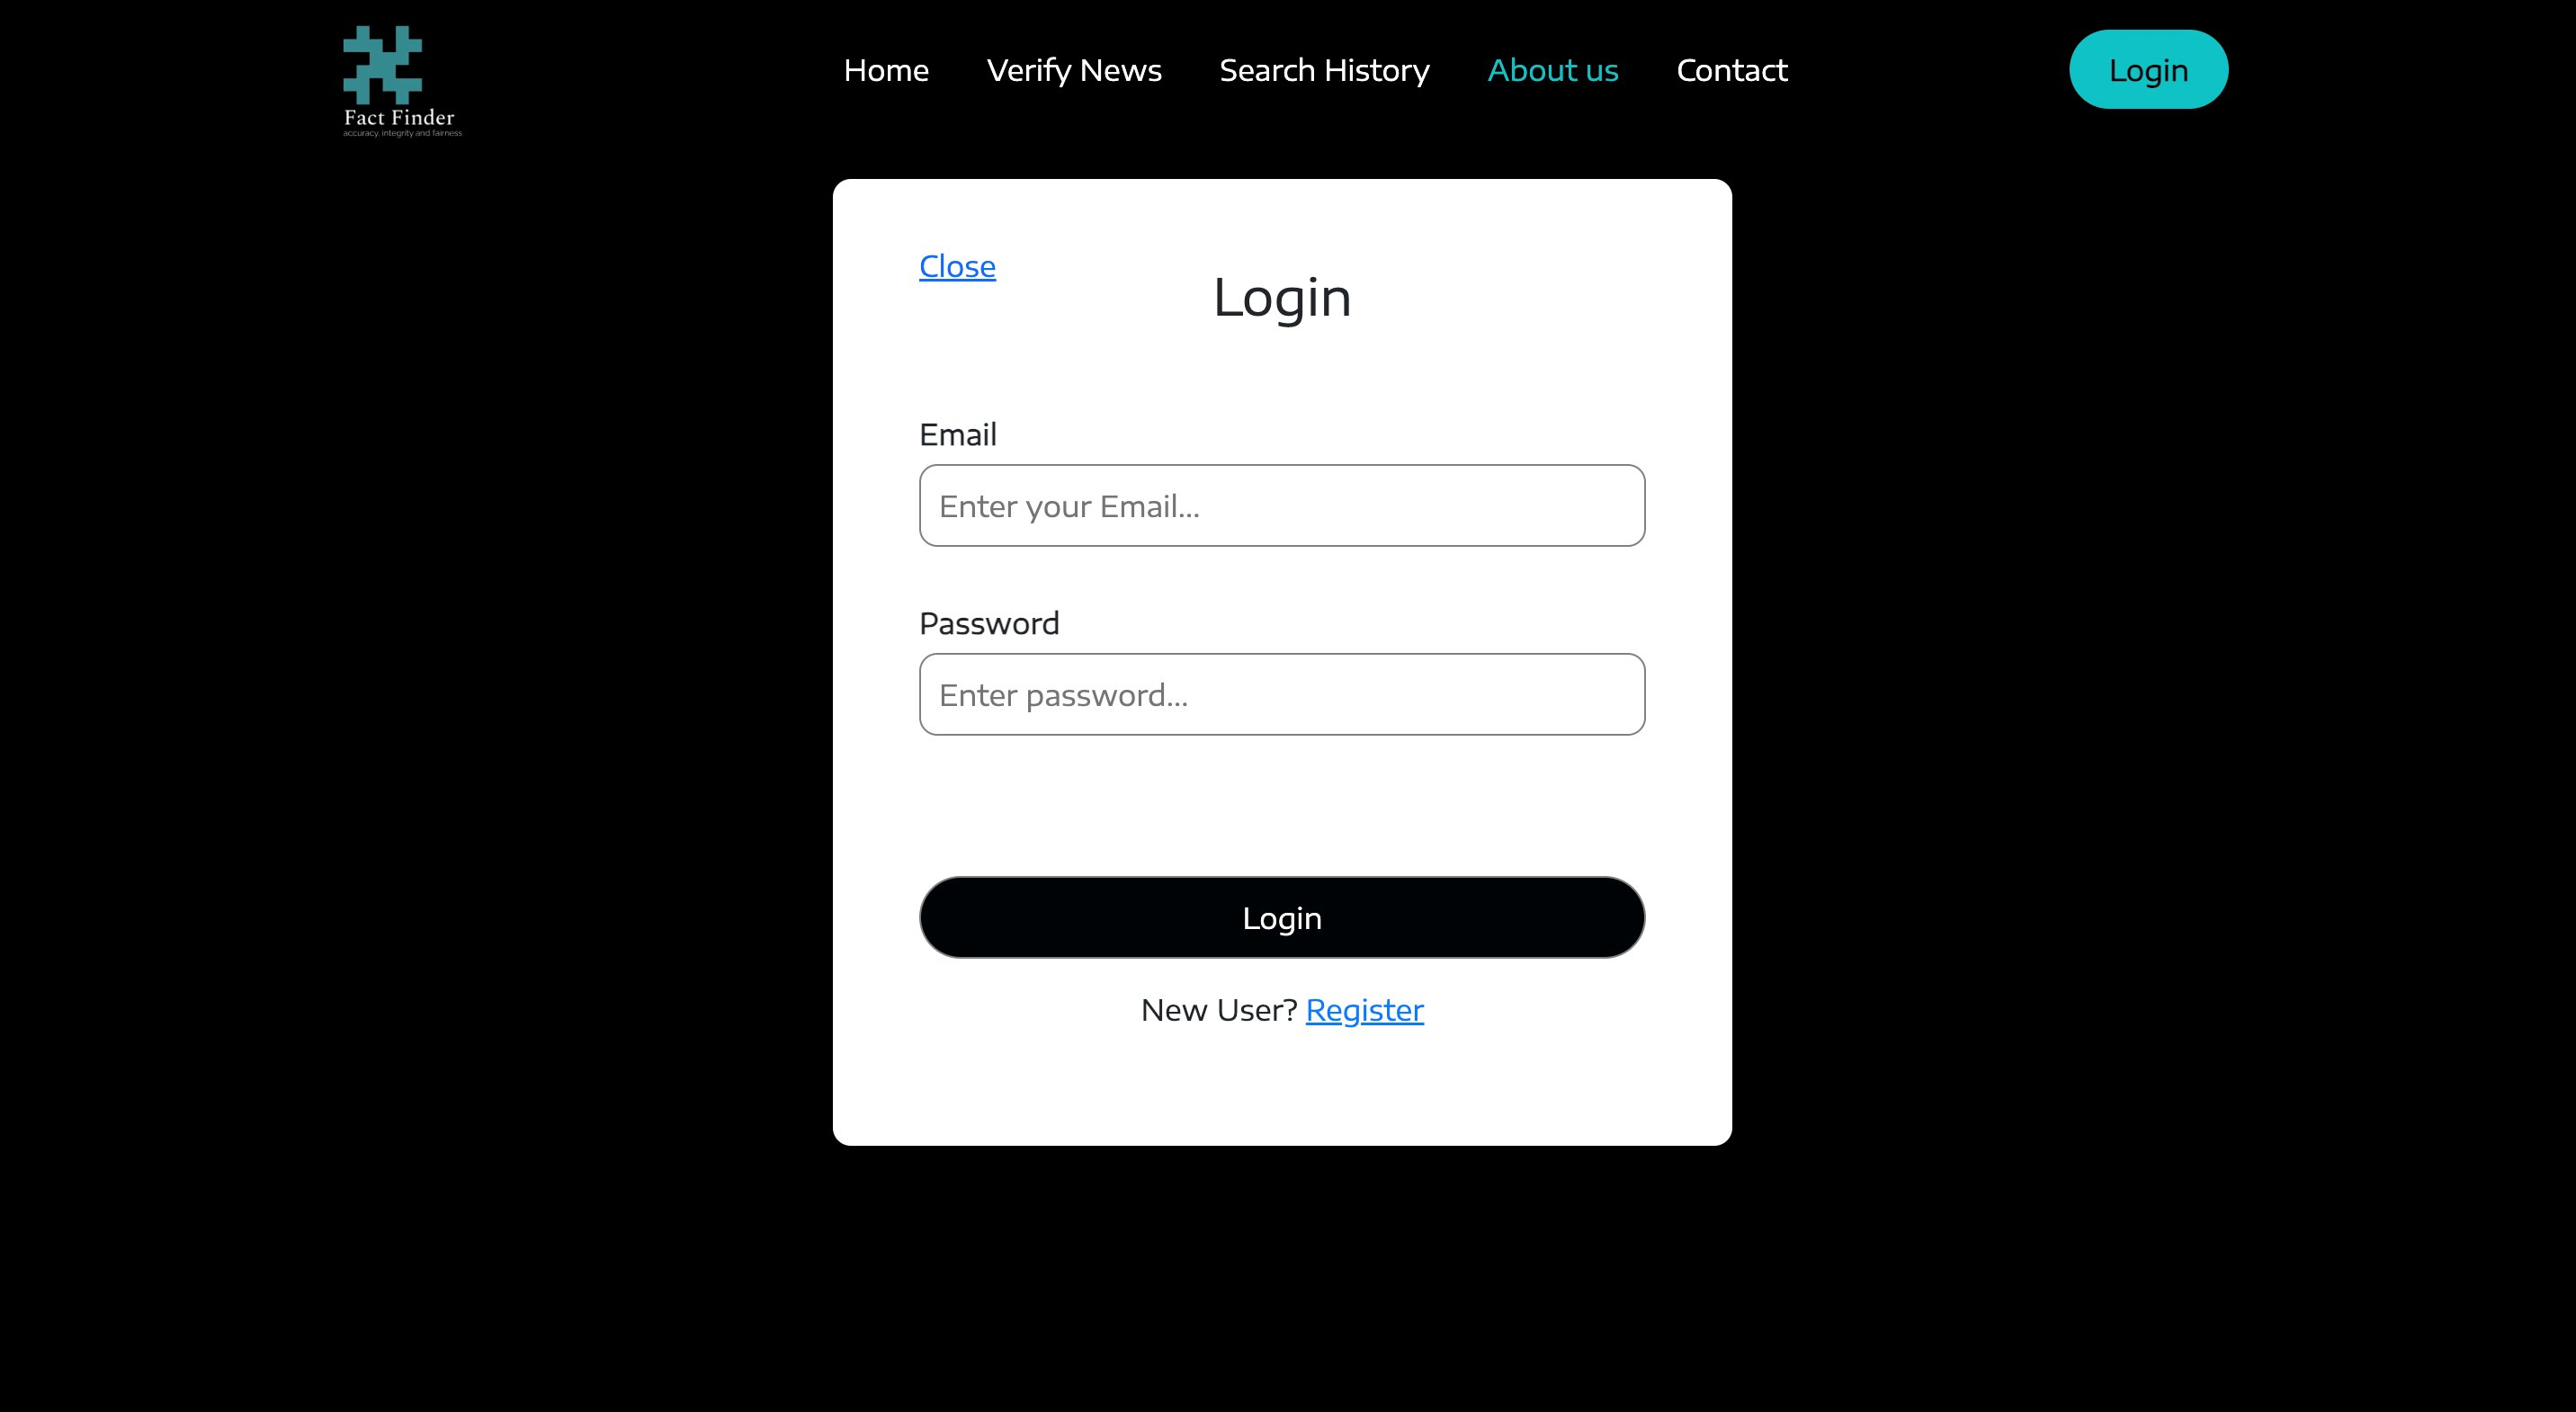 Fact Finder
accuracy, integrity and fairness
Home Verify News Search History About us Contact Login
Close
Login
Email
Enter your Email...
Password
Enter password...
Login
New User? Register